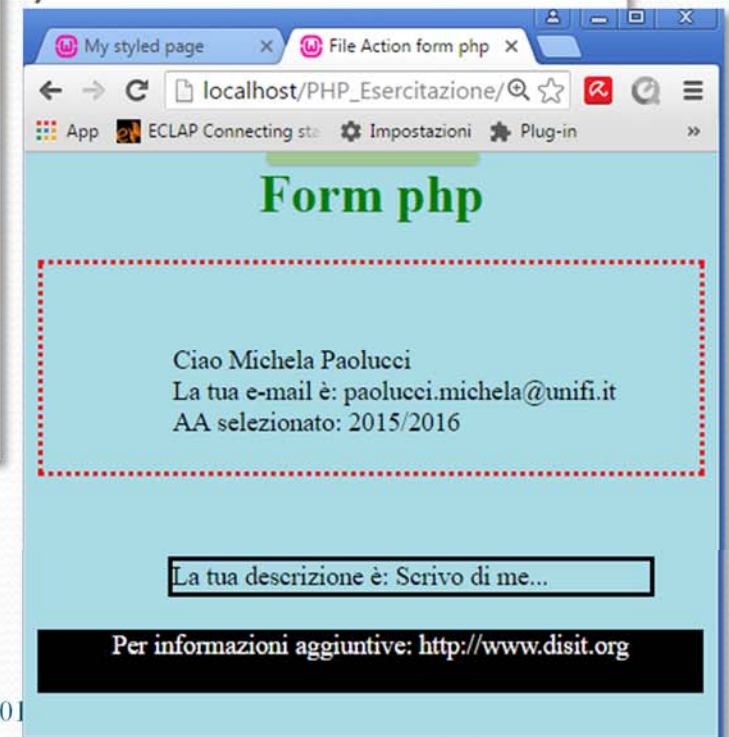 My styled page
File Action form php
localhost/PHP_Esercitazione/
App ECLAP Connecting sta Impostazioni Plug-in »
Form php
Ciao Michela Paolucci
La tua e-mail è: paolucci.michela@unifi.it
AA selezionato: 2015/2016
La tua descrizione è: Scrivo di me...
Per informazioni aggiuntive: http://www.disit.org
01